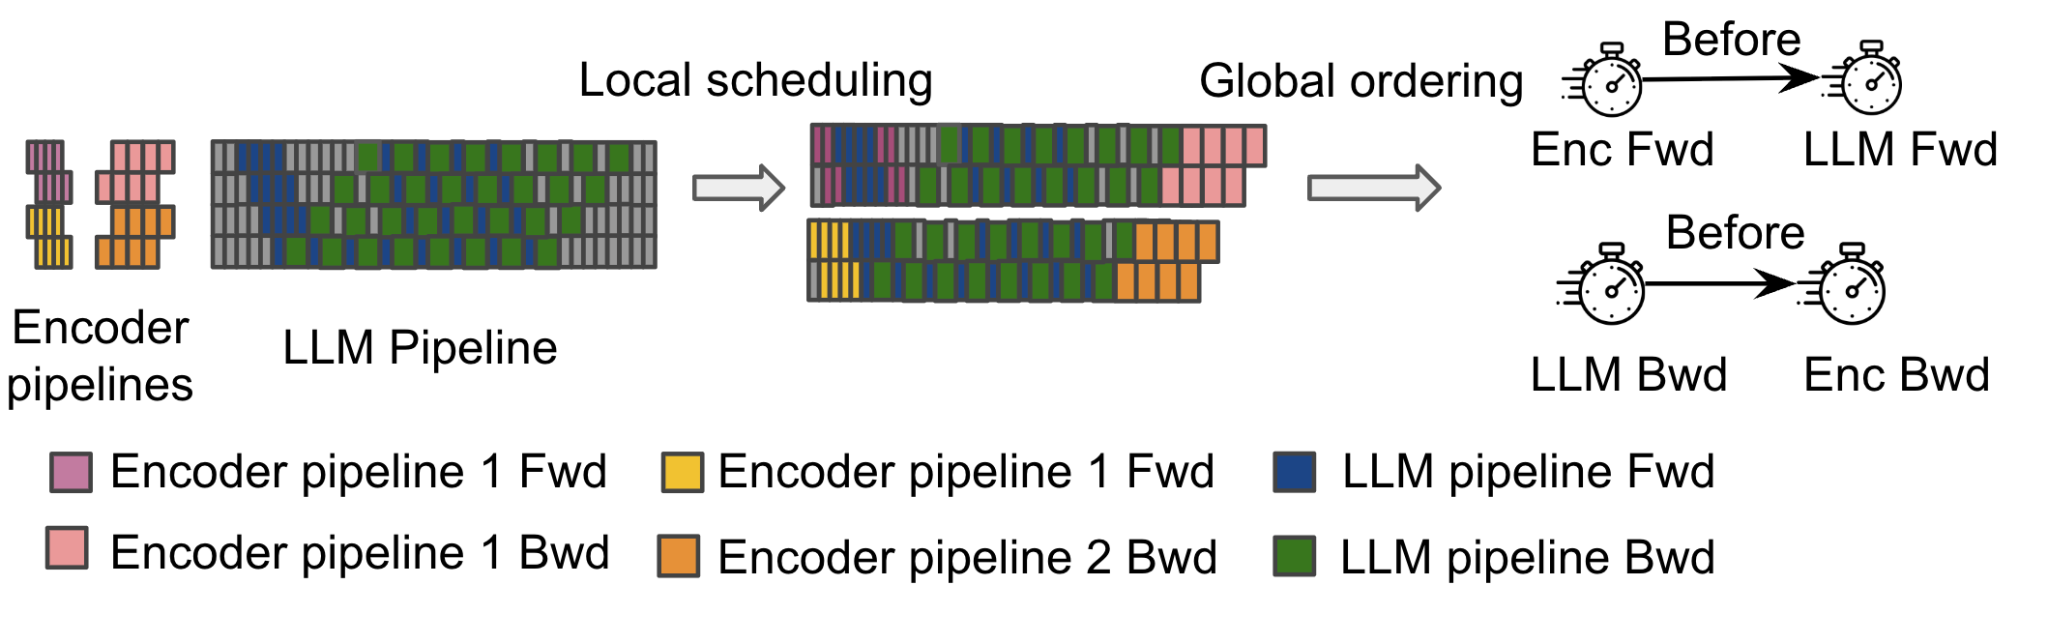 Local scheduling
Global ordering
Before
Enc Fwd
LLM Fwd
Before
LLM Bwd
Enc Bwd
Encoder
pipelines
LLM Pipeline
Encoder pipeline 1 Fwd
Encoder pipeline 1 Fwd
LLM pipeline Fwd
Encoder pipeline 1 Bwd
Encoder pipeline 2 Bwd
LLM pipeline Bwd